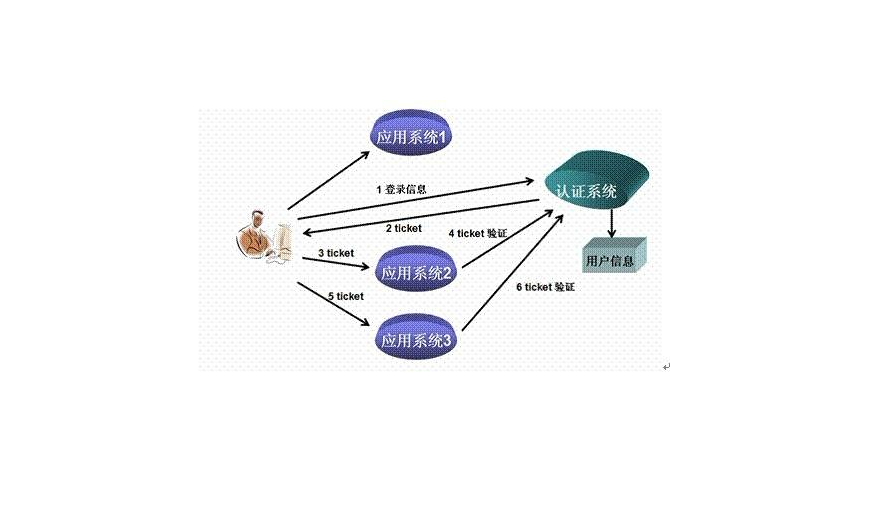 应用系统1
1 登录信息
认证系统
2 ticket
4 ticket 验证
3 ticket
用户信息
应用系统2
5 ticket
6 ticket 验证
应用系统3